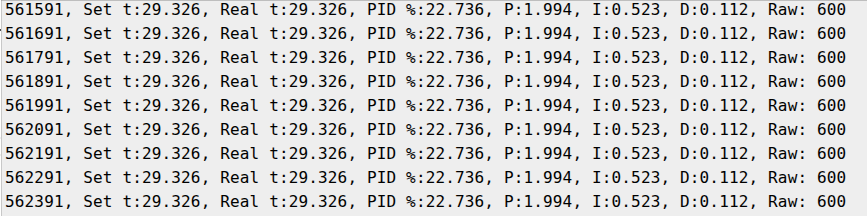 561591, Set t:29.326, Real t:29.326, PID %:22.736, P:1.994, I:0.523, D:0.112, Raw: 600
561691, Set t:29.326, Real t:29.326, PID %:22.736, P:1.994, I:0.523, D:0.112, Raw: 600
561791, Set t:29.326, Real t:29.326, PID %:22.736, P:1.994, I:0.523, D:0.112, Raw: 600
561891, Set t:29.326, Real t:29.326, PID %:22.736, P:1.994, I:0.523, D:0.112, Raw: 600
561991, Set t:29.326, Real t:29.326, PID %:22.736, P:1.994, I:0.523, D:0.112, Raw: 600
562091, Set t:29.326, Real t:29.326, PID %:22.736, P:1.994, I:0.523, D:0.112, Raw: 600
562191, Set t:29.326, Real t:29.326, PID %:22.736, P:1.994, I:0.523, D:0.112, Raw: 600
562291, Set t:29.326, Real t:29.326, PID %:22.736, P:1.994, I:0.523, D:0.112, Raw: 600
562391, Set t:29.326, Real t:29.326, PID %:22.736, P:1.994, I:0.523, D:0.112, Raw: 600